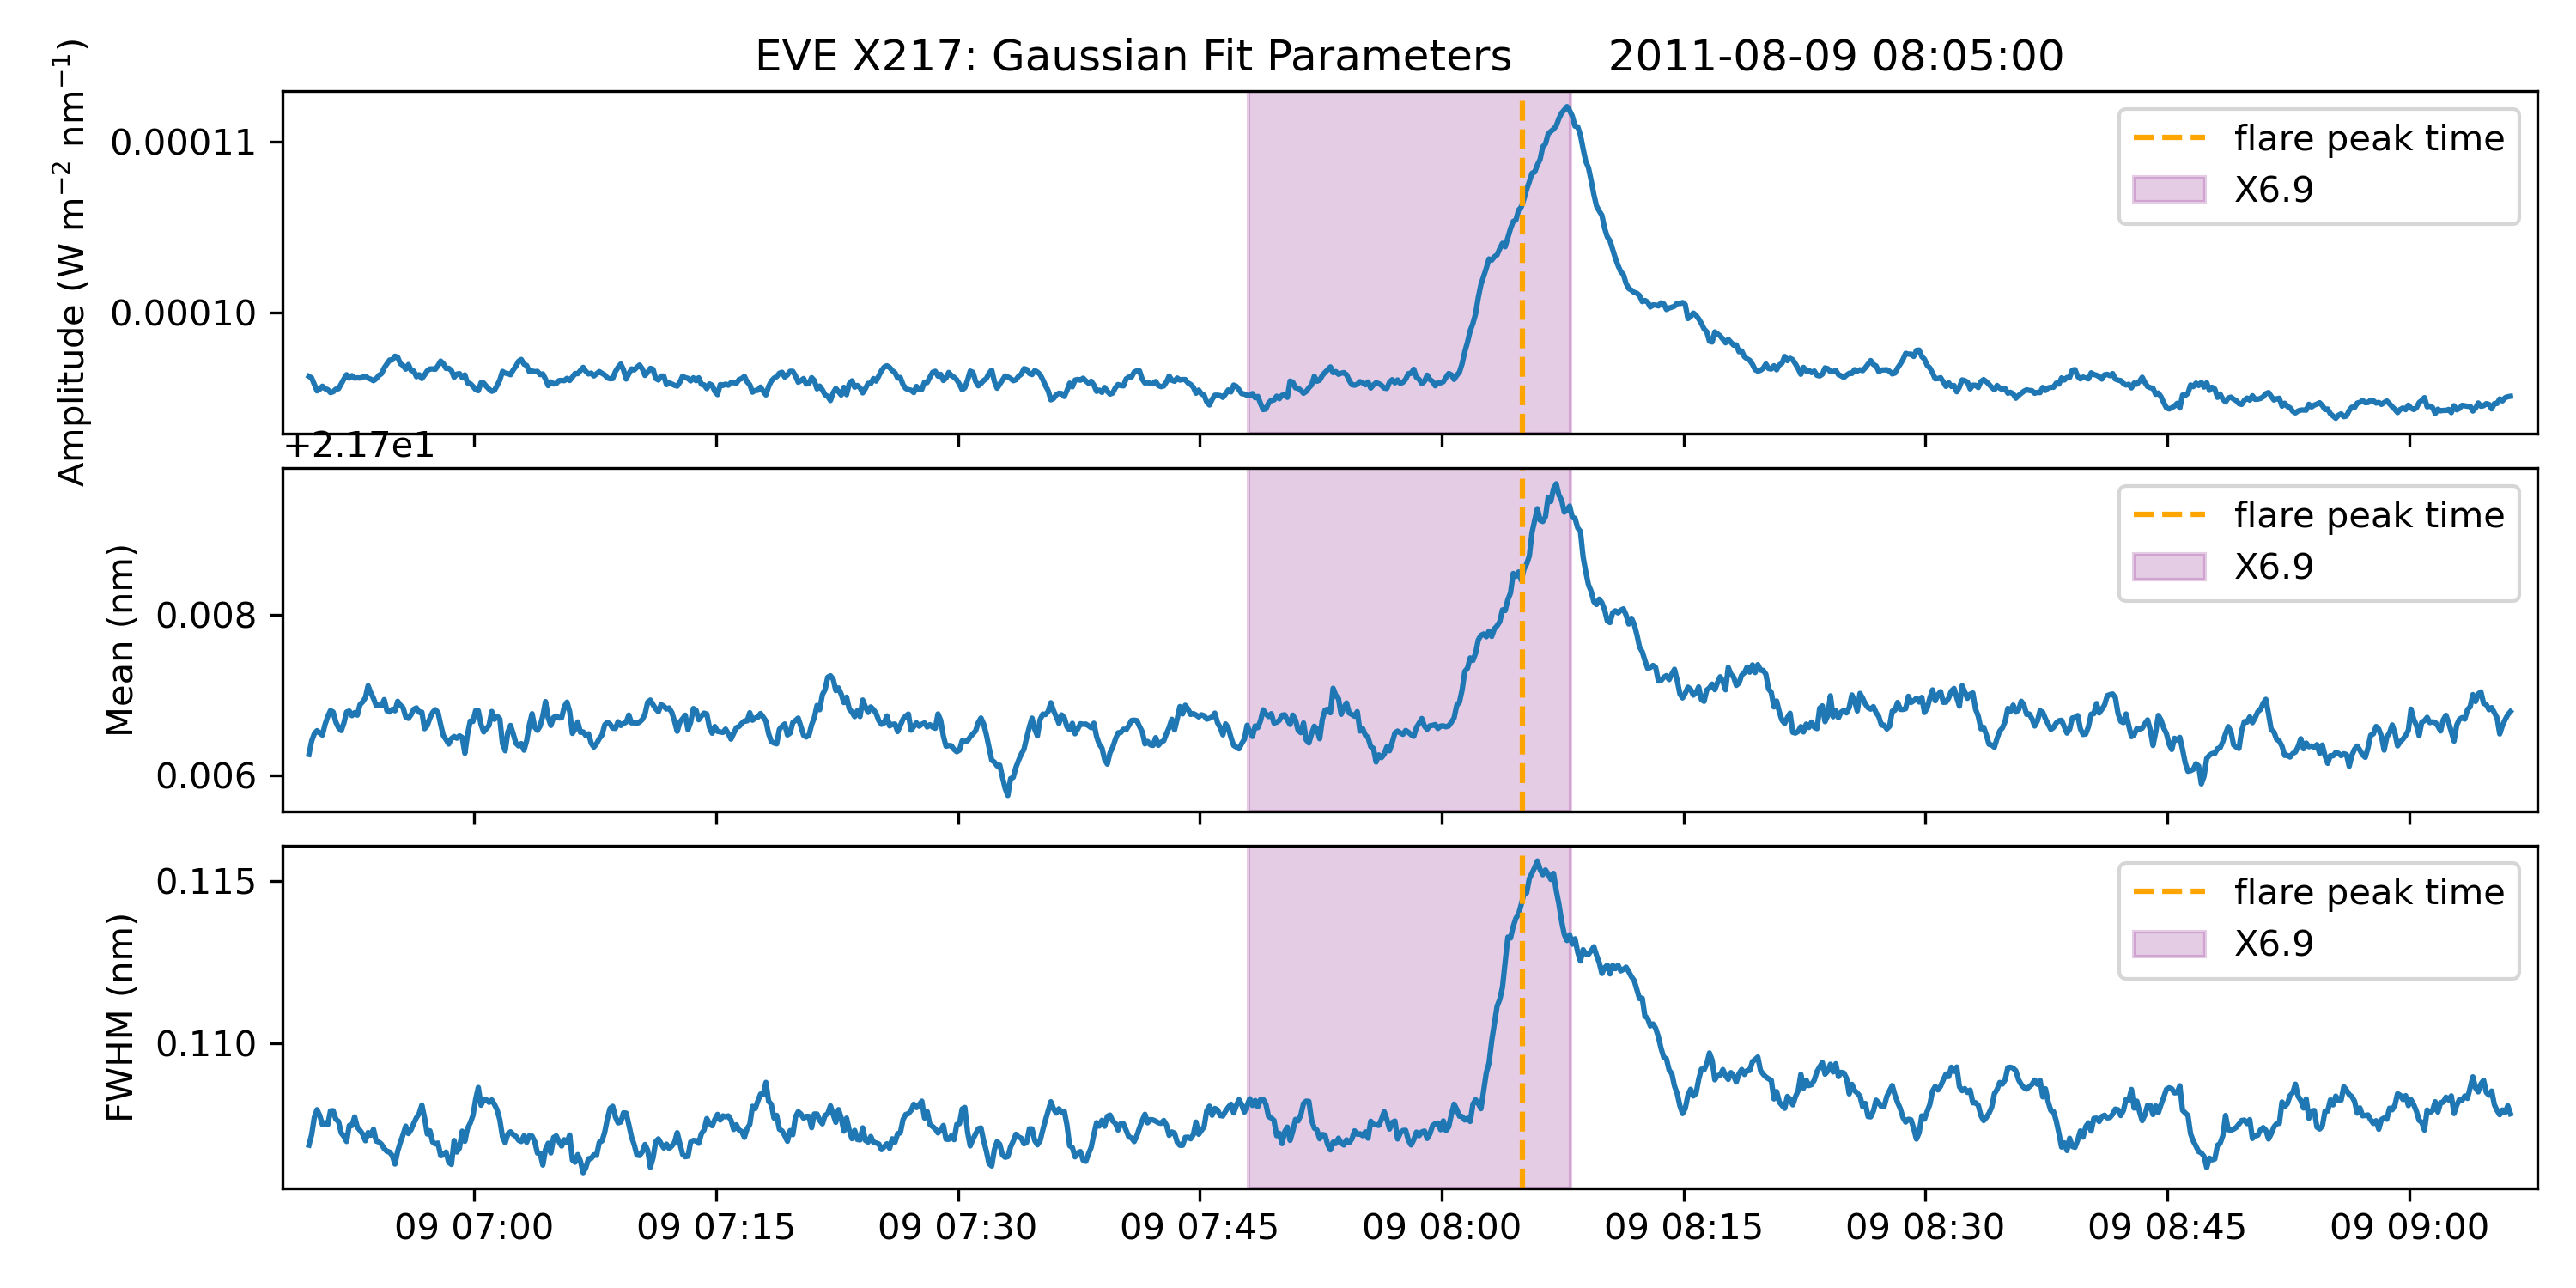 EVE X217: Gaussian Fit Parameters 2011-08-09 08:05:00
Amplitude (W m⁻² nm⁻¹)
0.00011
0.00010
flare peak time
X6.9
+2.17e1
Mean (nm)
0.008
0.006
flare peak time
X6.9
FWHM (nm)
0.115
0.110
flare peak time
X6.9
09 07:00 09 07:15 09 07:30 09 07:45 09 08:00 09 08:15 09 08:30 09 08:45 09 09:00